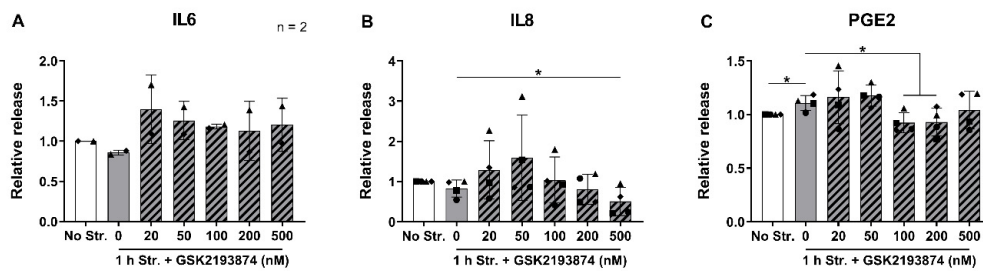 A
IL6
n = 2
Relative release
2.0
1.5
1.0
0.5
0.0
No Str. 0 20 50 100 200 500
1 h Str. + GSK2193874 (nM)
B
IL8
Relative release
4
3
2
1
0
*
No Str. 0 20 50 100 200 500
1 h Str. + GSK2193874 (nM)
C
PGE2
Relative release
1.5
1.0
0.5
0.0
*
*
No Str. 0 20 50 100 200 500
1 h Str. + GSK2193874 (nM)